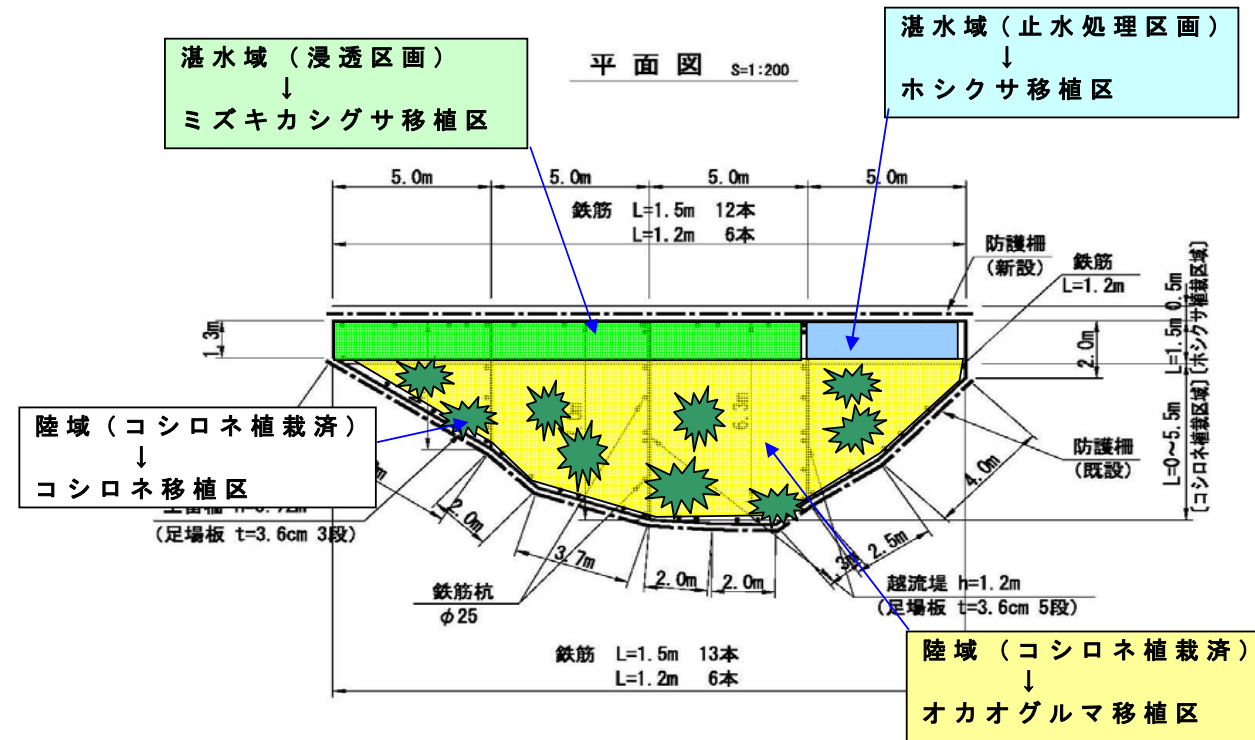 湛水域（浸透区画）
↓
ミズキカシグサ移植区
平面図 S=1:200
湛水域（止水処理区画）
↓
ホシクサ移植区
5.0m 5.0m 5.0m 5.0m
鉄筋 L=1.5m 12本
L=1.2m 6本
防護柵
(新設)
鉄筋
L=1.2m
1.3m
2.0m
L=1.5m 0.5m
[ホシクサ植栽区域]
L=0～5.5m
[コシロネ植栽区域]
6.3m
陸域（コシロネ植栽済）
↓
コシロネ移植区
防護柵
(既設)
4.0m
(足場板 t=3.6cm 3段)
2.0m
3.7m
2.0m
2.0m
2.5m
鉄筋杭
φ25
越流堤 h=1.2m
(足場板 t=3.6cm 5段)
鉄筋 L=1.5m 13本
L=1.2m 6本
陸域（コシロネ植栽済）
↓
オカオグルマ移植区